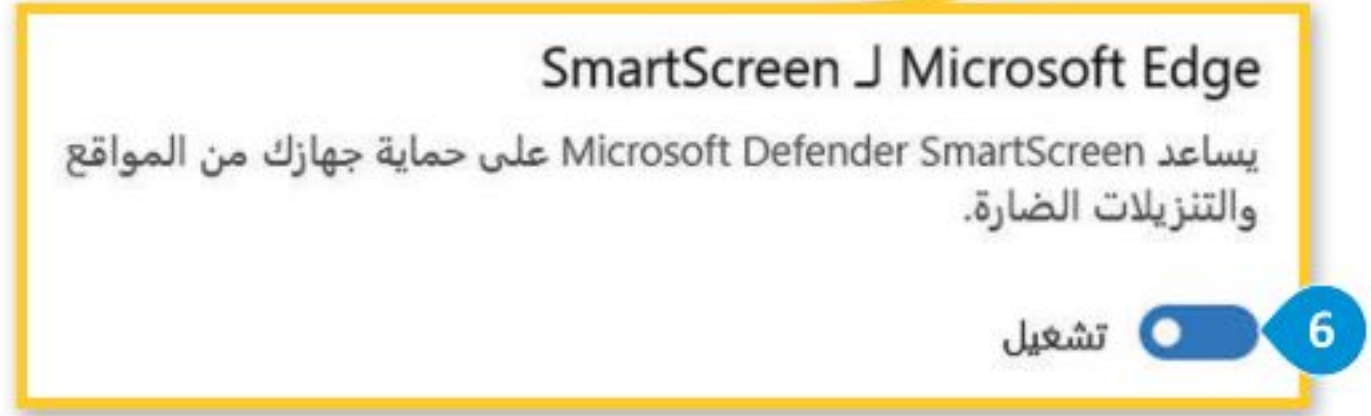 SmartScreen لـ Microsoft Edge
يساعد Microsoft Defender SmartScreen على حماية جهازك من المواقع
والتنزيلات الضارة.
تشغيل
6